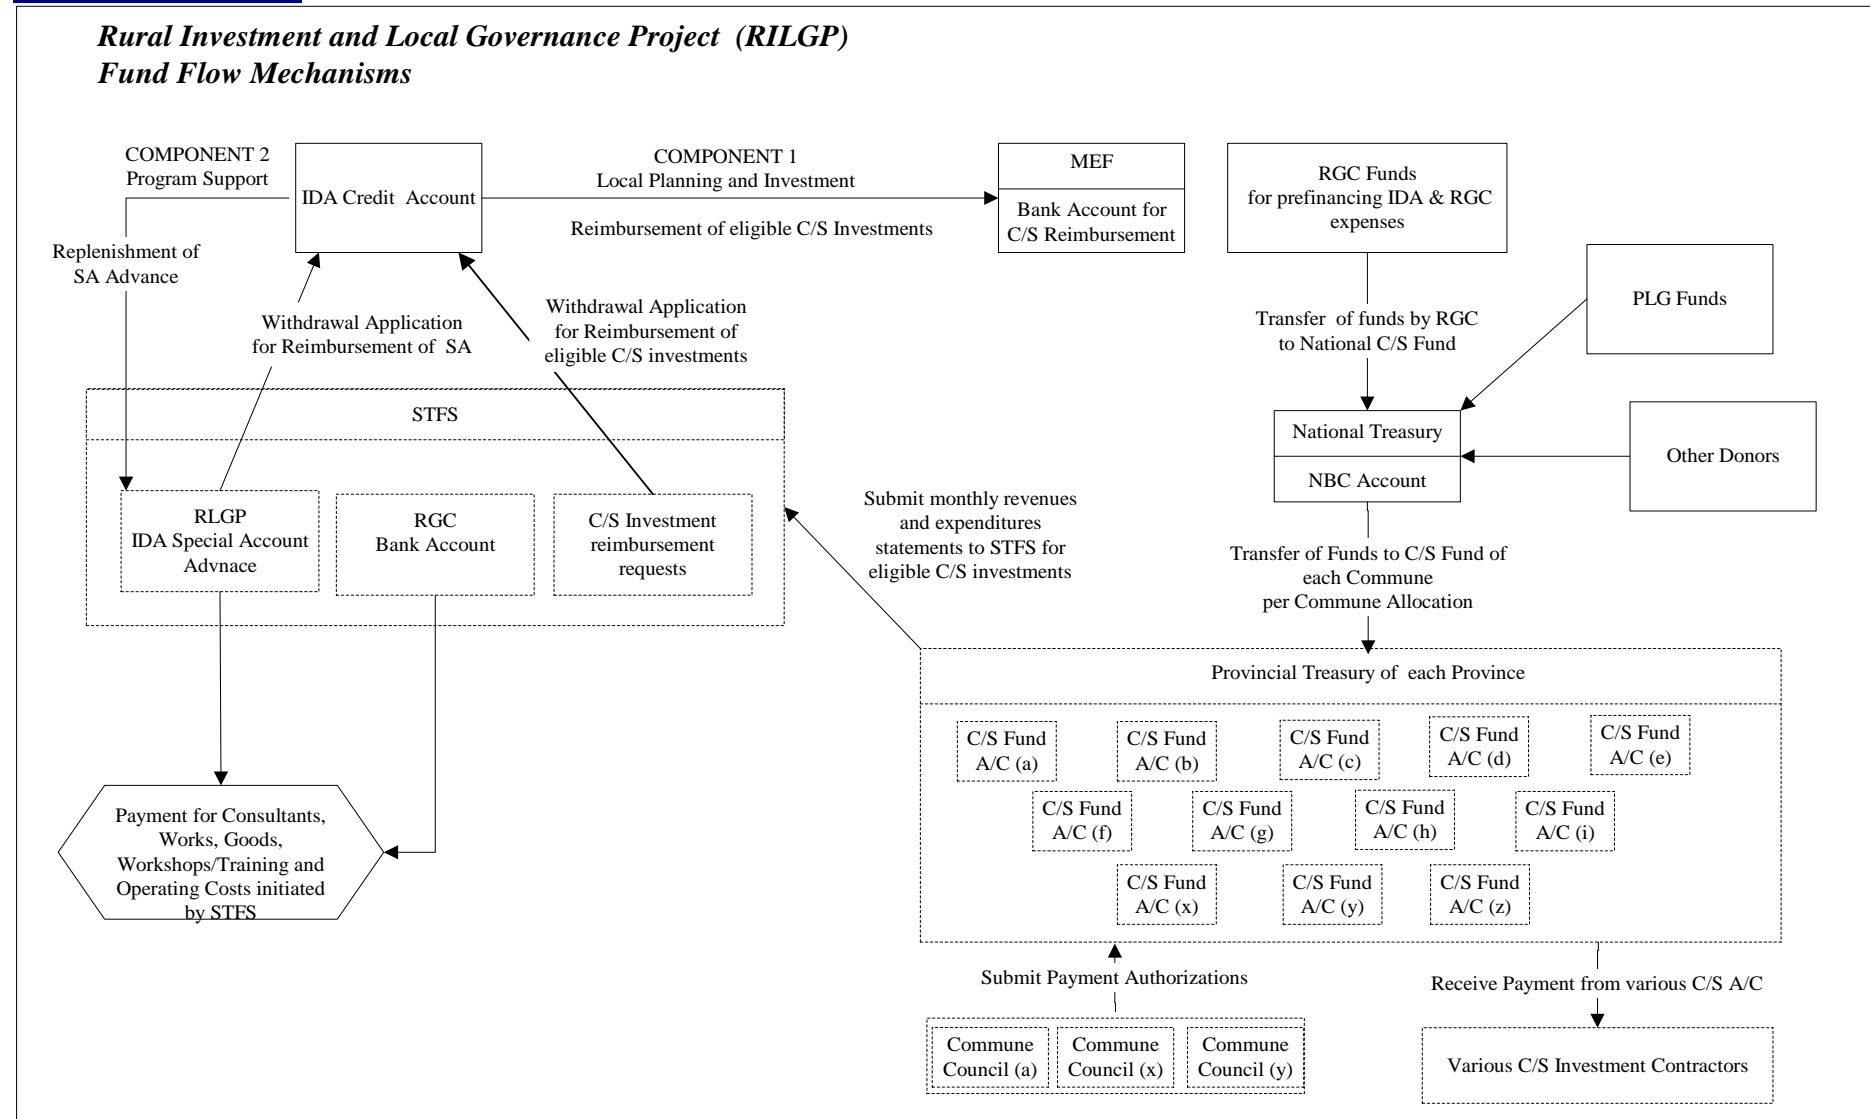 Rural Investment and Local Governance Project (RILGP)
Fund Flow Mechanisms
COMPONENT 2
Program Support
IDA Credit Account
COMPONENT 1
Local Planning and Investment
Reimbursement of eligible C/S Investments
MEF
Bank Account for
C/S Reimbursement
RGC Funds
for prefinancing IDA & RGC
expenses
Replenishment of
SA Advance
Withdrawal Application
for Reimbursement of SA
Withdrawal Application
for Reimbursement of
eligible C/S investments
Transfer of funds by RGC
to National C/S Fund
PLG Funds
STFS
National Treasury
NBC Account
Other Donors
RLGP
IDA Special Account
Advnace
RGC
Bank Account
C/S Investment
reimbursement
requests
Submit monthly revenues
and expenditures
statements to STFS for
eligible C/S investments
Transfer of Funds to C/S Fund of
each Commune
per Commune Allocation
Provincial Treasury of each Province
C/S Fund
A/C (a)
C/S Fund
A/C (b)
C/S Fund
A/C (c)
C/S Fund
A/C (d)
C/S Fund
A/C (e)
C/S Fund
A/C (f)
C/S Fund
A/C (g)
C/S Fund
A/C (h)
C/S Fund
A/C (i)
C/S Fund
A/C (x)
C/S Fund
A/C (y)
C/S Fund
A/C (z)
Payment for Consultants,
Works, Goods,
Workshops/Training and
Operating Costs initiated
by STFS
Submit Payment Authorizations
Receive Payment from various C/S A/C
Commune
Council (a)
Commune
Council (x)
Commune
Council (y)
Various C/S Investment Contractors